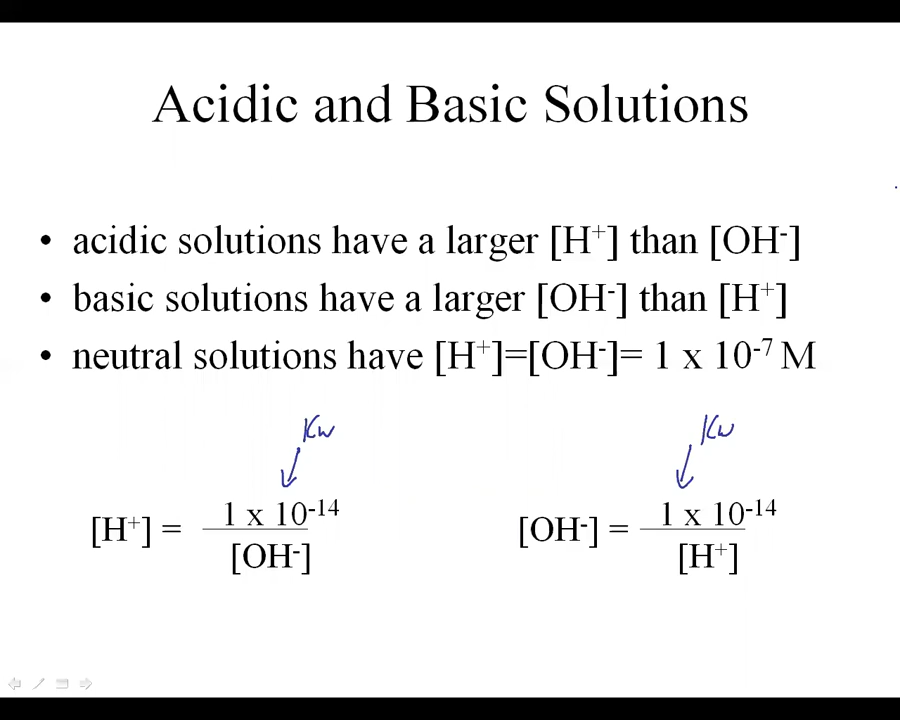 Acidic and Basic Solutions
• acidic solutions have a larger [H⁺] than [OH⁻]
• basic solutions have a larger [OH⁻] than [H⁺]
• neutral solutions have [H⁺]=[OH⁻]= 1 x 10⁻⁷ M
Kw
Kw
[H⁺] = 1 x 10⁻¹⁴
[OH⁻]
[OH⁻] = 1 x 10⁻¹⁴
[H⁺]